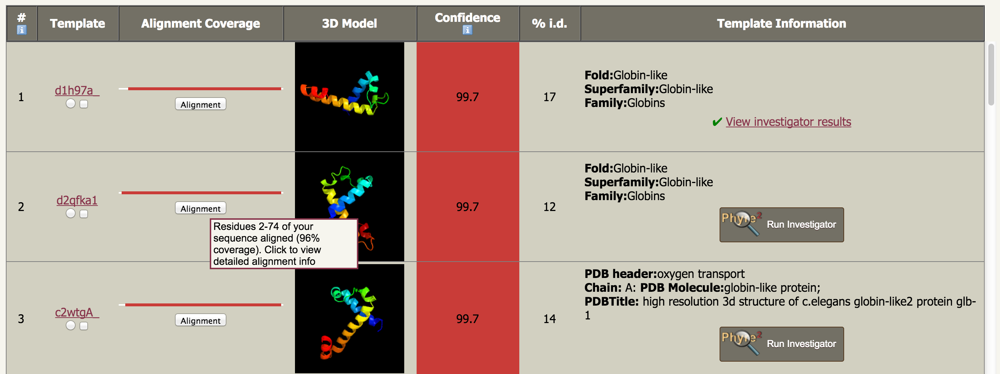 # Template Alignment Coverage 3D Model Confidence % i.d. Template Information
1 d1h97a_ Alignment 99.7 17
Fold:Globin-like
Superfamily:Globin-like
Family:Globins
✔ View investigator results
2 d2qfka1 Alignment 99.7 12
Fold:Globin-like
Superfamily:Globin-like
Family:Globins
Phyre2 Run Investigator
Residues 2-74 of your
sequence aligned (96%
coverage). Click to view
detailed alignment info
3 c2wtgA_ Alignment 99.7 14
PDB header:oxygen transport
Chain: A: PDB Molecule:globin-like protein;
PDBTitle: high resolution 3d structure of c.elegans globin-like2 protein glb-
1
Phyre2 Run Investigator